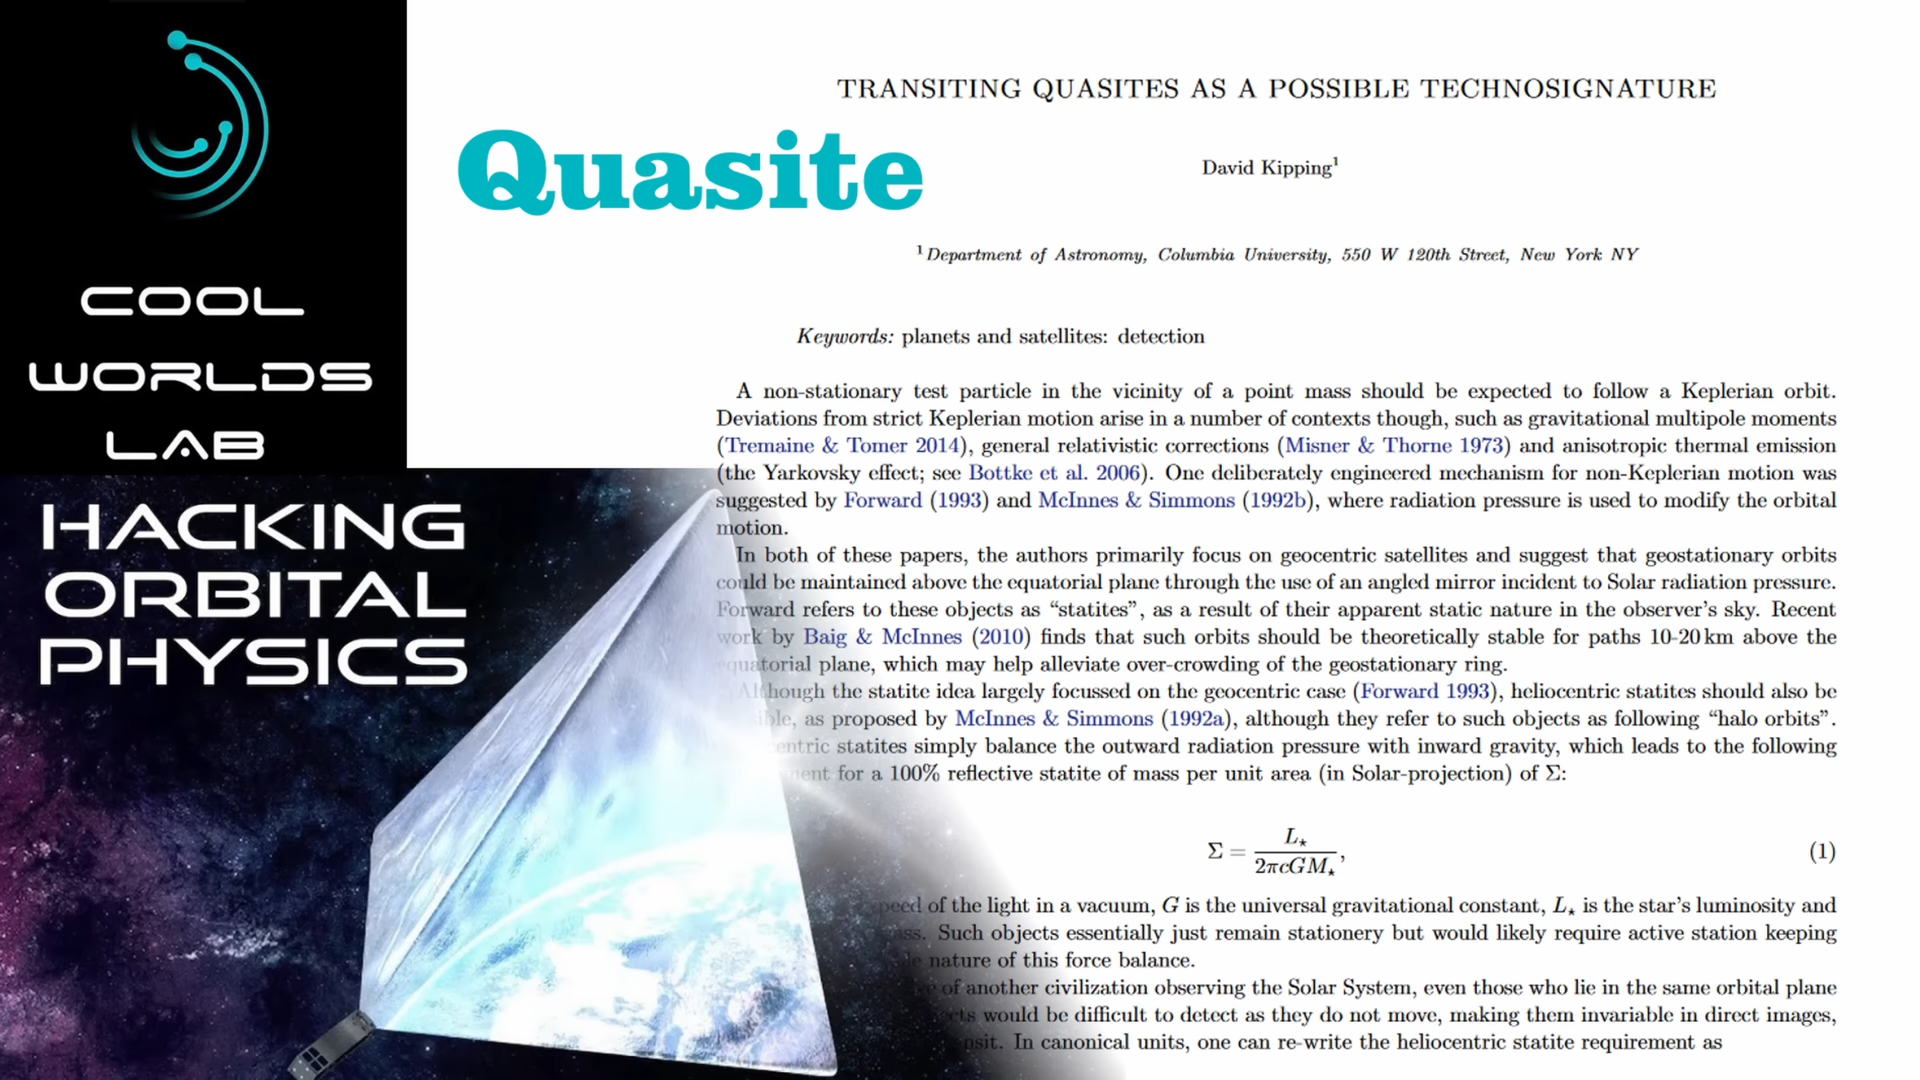 COOL
WORLDS
LAB
HACKING
ORBITAL
PHYSICS
Quasite
TRANSITING QUASITES AS A POSSIBLE TECHNOSIGNATURE
David Kipping¹
¹ Department of Astronomy, Columbia University, 550 W 120th Street, New York NY
Keywords: planets and satellites: detection
A non-stationary test particle in the vicinity of a point mass should be expected to follow a Keplerian orbit.
Deviations from strict Keplerian motion arise in a number of contexts though, such as gravitational multipole moments
(Tremaine & Tomer 2014), general relativistic corrections (Misner & Thorne 1973) and anisotropic thermal emission
(the Yarkovsky effect; see Bottke et al. 2006). One deliberately engineered mechanism for non-Keplerian motion was
suggested by Forward (1993) and McInnes & Simmons (1992b), where radiation pressure is used to modify the orbital
motion.
In both of these papers, the authors primarily focus on geocentric satellites and suggest that geostationary orbits
could be maintained above the equatorial plane through the use of an angled mirror incident to Solar radiation pressure.
Forward refers to these objects as “statites”, as a result of their apparent static nature in the observer’s sky. Recent
work by Baig & McInnes (2010) finds that such orbits should be theoretically stable for paths 10-20 km above the
equatorial plane, which may help alleviate over-crowding of the geostationary ring.
Although the statite idea largely focussed on the geocentric case (Forward 1993), heliocentric statites should also be
as proposed by McInnes & Simmons (1992a), although they refer to such objects as following “halo orbits”.
statites simply balance the outward radiation pressure with inward gravity, which leads to the following
for a 100% reflective statite of mass per unit area (in Solar-projection) of Σ:
Σ = L⋆ / 2πcGM⋆, (1)
of the light in a vacuum, G is the universal gravitational constant, L⋆ is the star’s luminosity and
Such objects essentially just remain stationery but would likely require active station keeping
nature of this force balance.
of another civilization observing the Solar System, even those who lie in the same orbital plane
would be difficult to detect as they do not move, making them invariable in direct images,
In canonical units, one can re-write the heliocentric statite requirement as